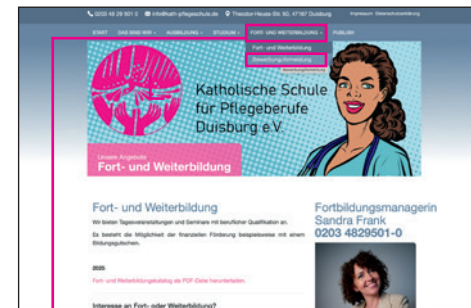 0203 48 29 501 0 info@kath-pflegeschule.de Theodor-Heuss-Str. 50, 47167 Duisburg Impressum Datenschutzerklärung
START DAS SIND WIR AUSBILDUNG STUDIUM FORT- UND WEITERBILDUNG PUBLISH
Fort- und Weiterbildung
Bewerbung/Anmeldung
Bewerbung/Anmeldung
Katholische Schule
für Pflegeberufe
Duisburg e.V.
Unsere Angebote
Fort- und Weiterbildung
Fort- und Weiterbildung
Wir bieten Tagesveranstaltungen und Seminare mit beruflicher Qualifikation an.
Es besteht die Möglichkeit der finanziellen Förderung beispielsweise mit einem
Bildungsgutschein.
2025
Fort- und Weiterbildungskatalog als PDF-Datei herunterladen.
Interesse an Fort- oder Weiterbildung?
Fortbildungsmanagerin
Sandra Frank
0203 4829501-0